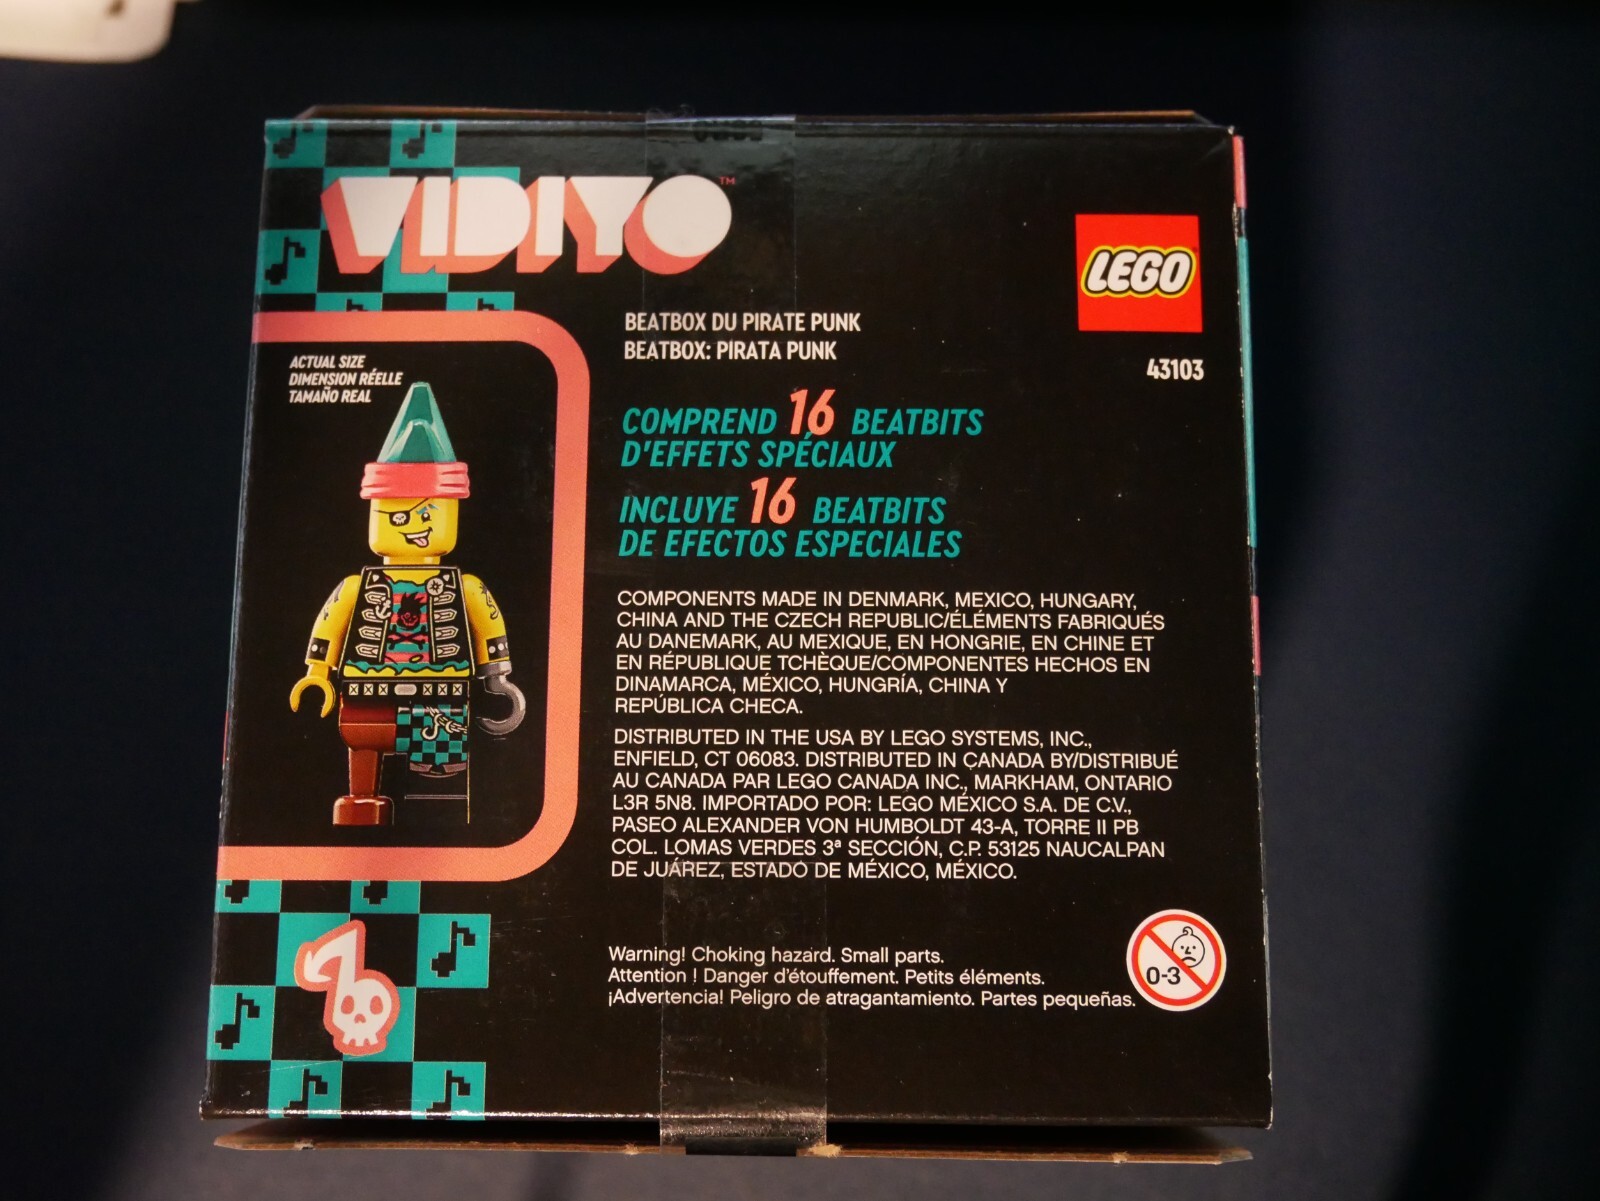 VIDIYO™
LEGO
43103
BEATBOX DU PIRATE PUNK
BEATBOX: PIRATA PUNK
ACTUAL SIZE
DIMENSION RÉELLE
TAMAÑO REAL
COMPREND 16 BEATBITS
D'EFFETS SPÉCIAUX
INCLUYE 16 BEATBITS
DE EFECTOS ESPECIALES
COMPONENTS MADE IN DENMARK, MEXICO, HUNGARY,
CHINA AND THE CZECH REPUBLIC/ÉLÉMENTS FABRIQUÉS
AU DANEMARK, AU MEXIQUE, EN HONGRIE, EN CHINE ET
EN RÉPUBLIQUE TCHÈQUE/COMPONENTES HECHOS EN
DINAMARCA, MÉXICO, HUNGRÍA, CHINA Y
REPÚBLICA CHECA.
DISTRIBUTED IN THE USA BY LEGO SYSTEMS, INC.,
ENFIELD, CT 06083. DISTRIBUTED IN CANADA BY/DISTRIBUÉ
AU CANADA PAR LEGO CANADA INC., MARKHAM, ONTARIO
L3R 5N8. IMPORTADO POR: LEGO MÉXICO S.A. DE C.V.,
PASEO ALEXANDER VON HUMBOLDT 43-A, TORRE II PB
COL. LOMAS VERDES 3ª SECCIÓN, C.P. 53125 NAUCALPAN
DE JUÁREZ, ESTADO DE MÉXICO, MÉXICO.
Warning! Choking hazard. Small parts.
Attention ! Danger d'étouffement. Petits éléments.
¡Advertencia! Peligro de atragantamiento. Partes pequeñas.
0-3